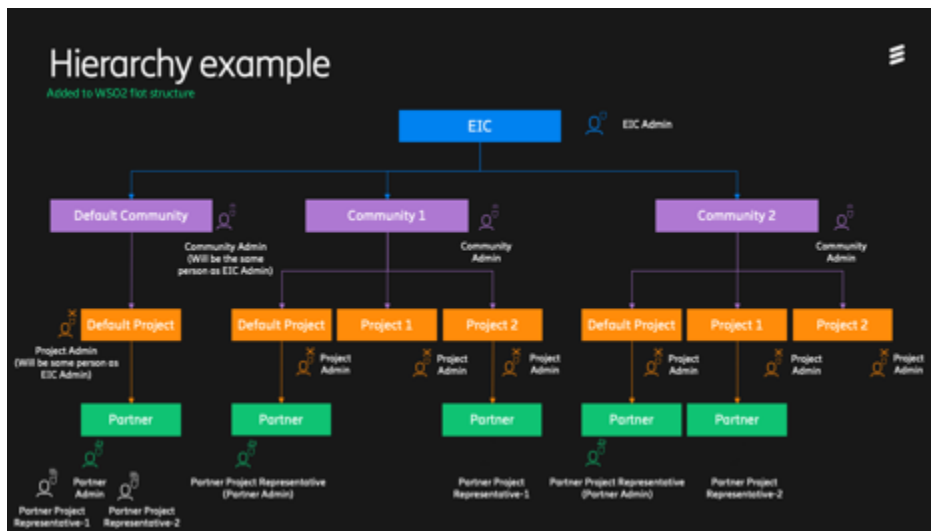 Hierarchy example
Added to WSO2 flat structure
EIC
EIC Admin
Default Community
Community 1
Community 2
Community Admin
(Will be the same
person as EIC Admin)
Community
Admin
Community
Admin
Default Project
Default Project
Project 1
Project 2
Default Project
Project 1
Project 2
Project Admin
(Will be same person as
EIC Admin)
Project
Admin
Project
Admin
Project
Admin
Project
Admin
Project
Admin
Project
Admin
Partner
Partner
Partner
Partner
Partner
Partner
Admin
Partner Project
Representative-1
Partner Project
Representative-2
Partner Project Representative
(Partner Admin)
Partner Project
Representative-1
Partner Project Representative
(Partner Admin)
Partner Project
Representative-2